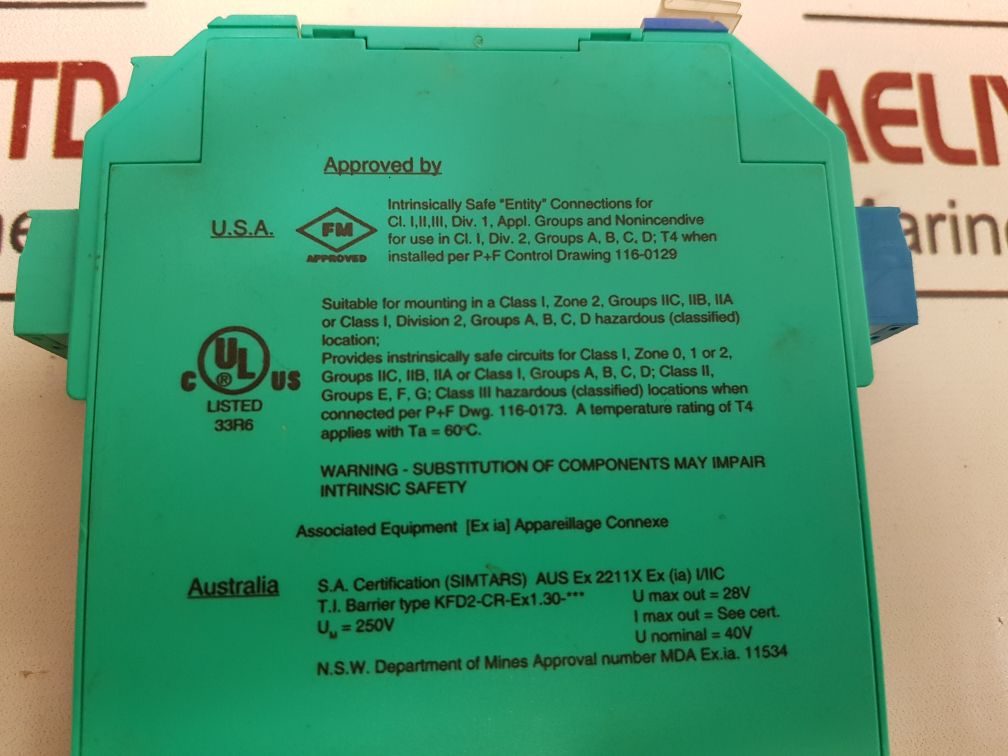 TD
AELI
arin
Approved by
U.S.A.
FM
APPROVED
Intrinsically Safe "Entity" Connections for
Cl. I,II,III, Div. 1, Appl. Groups and Nonincendive
for use in Cl. I, Div. 2, Groups A, B, C, D; T4 when
installed per P+F Control Drawing 116-0129
C UL ® US
LISTED
33R6
Suitable for mounting in a Class I, Zone 2, Groups IIC, IIB, IIA
or Class I, Division 2, Groups A, B, C, D hazardous (classified)
location;
Provides instrinsically safe circuits for Class I, Zone 0, 1 or 2,
Groups IIC, IIB, IIA or Class I, Groups A, B, C, D; Class II,
Groups E, F, G; Class III hazardous (classified) locations when
connected per P+F Dwg. 116-0173. A temperature rating of T4
applies with Ta = 60°C.
WARNING - SUBSTITUTION OF COMPONENTS MAY IMPAIR
INTRINSIC SAFETY
Associated Equipment [Ex ia] Appareillage Connexe
Australia
S.A. Certification (SIMTARS) AUS Ex 2211X Ex (ia) I/IIC
T.I. Barrier type KFD2-CR-Ex1.30-*** U max out = 28V
U_M = 250V I max out = See cert.
U nominal = 40V
N.S.W. Department of Mines Approval number MDA Ex.ia. 11534